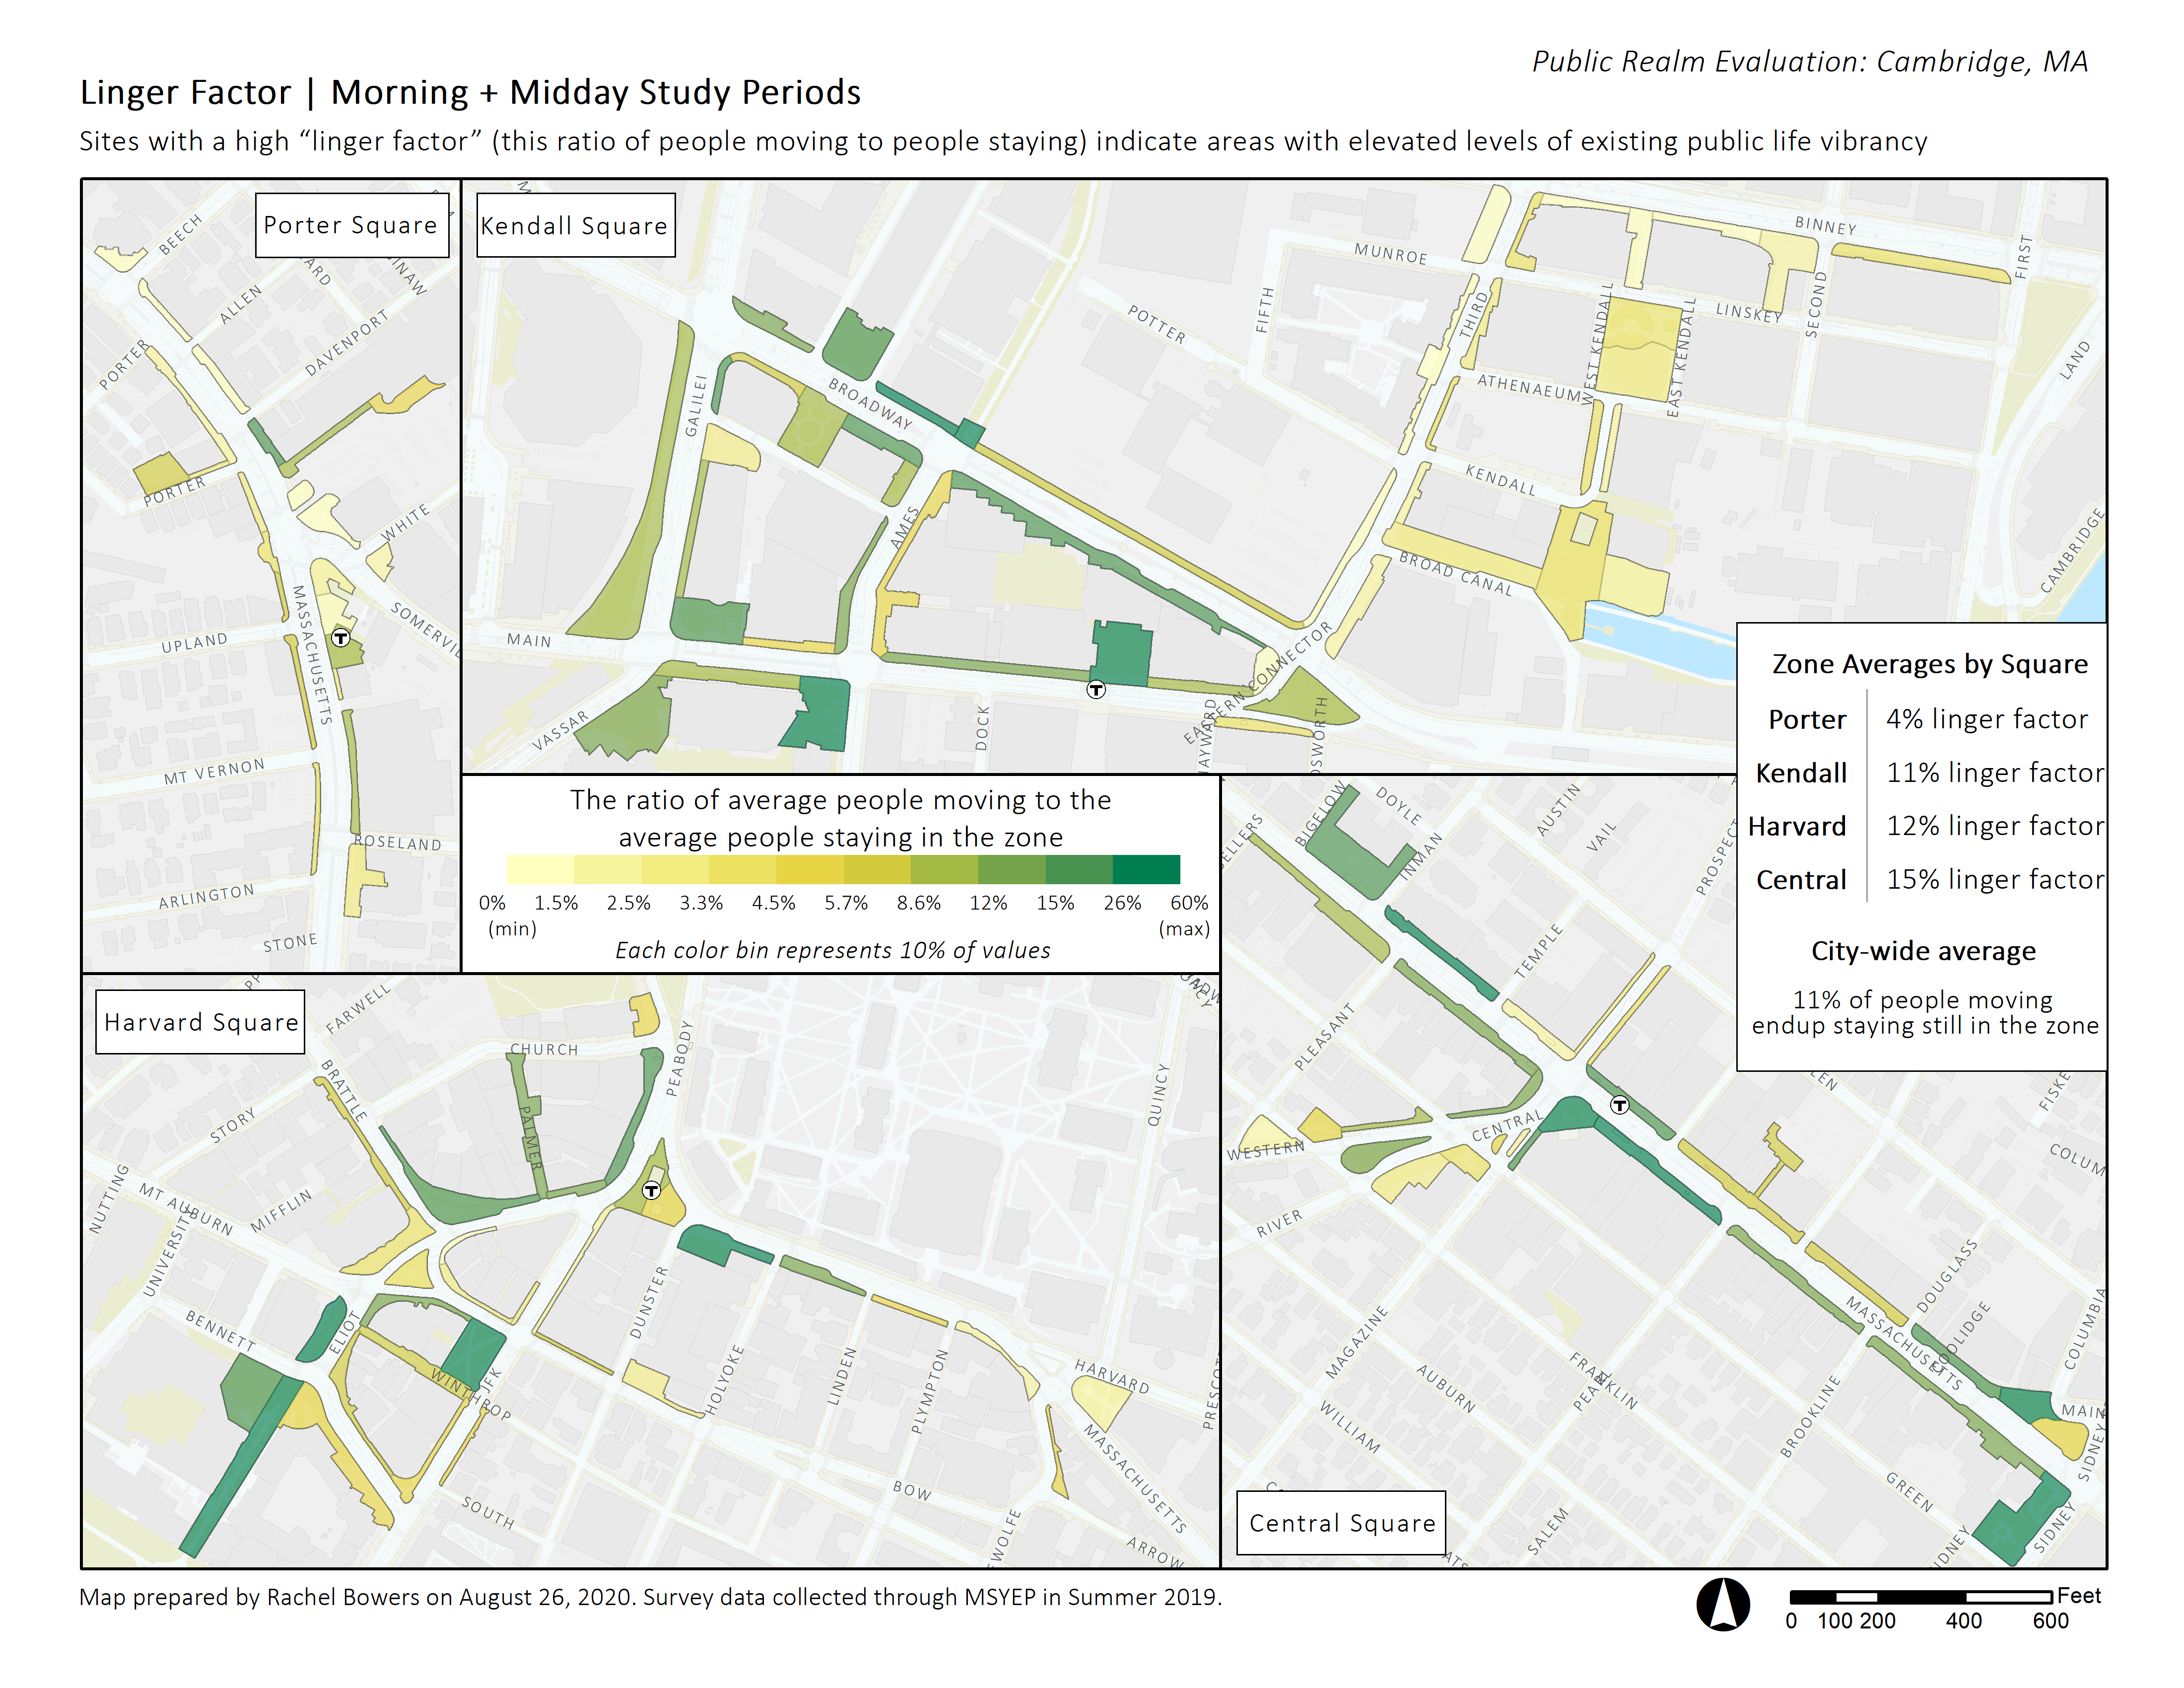 Public Realm Evaluation: Cambridge, MA
Linger Factor | Morning + Midday Study Periods
Sites with a high “linger factor” (this ratio of people moving to people staying) indicate areas with elevated levels of existing public life vibrancy
Porter Square
BEECH
ALLEN
DAVENPORT
PORTER
PORTER
WHITE
MASSACHUSETTS
UPLAND
MT VERNON
ROSELAND
ARLINGTON
STONE
T
Kendall Square
BINNEY
FIRST
MUNROE
THIRD
WEST KENDALL
EAST KENDALL
LINSKEY
SECOND
POTTER
FIFTH
LAND
GALILEI
BROADWAY
ATHENAEUM
KENDALL
AMES
BROAD CANAL
CAMBRIDGE
MAIN
VASSAR
DOCK
EASTERN CONNECTOR
T
Zone Averages by Square
Porter 4% linger factor
Kendall 11% linger factor
Harvard 12% linger factor
Central 15% linger factor
City-wide average
11% of people moving
endup staying still in the zone
The ratio of average people moving to the
average people staying in the zone
0% 1.5% 2.5% 3.3% 4.5% 5.7% 8.6% 12% 15% 26% 60%
(min) (max)
Each color bin represents 10% of values
Harvard Square
FARWELL
CHURCH
PEABODY
BRATTLE
STORY
PALMER
QUINCY
NUTTING
MT AUBURN
MIFFLIN
BENNETT
ELIOT
DUNSTER
WINTHROP
JFK
HOLYOKE
LINDEN
PLYMPTON
HARVARD
MASSACHUSETTS
SOUTH
BOW
ARROW
T
BIGELOW
DOYLE
INMAN
AUSTIN
VAIL
PROSPECT
TEMPLE
PLEASANT
CENTRAL
WESTERN
RIVER
MAGAZINE
AUBURN
FRANKLIN
PEARL
WILLIAM
DOUGLASS
COOLIDGE
MASSACHUSETTS
COLUMBIA
MAIN
SIDNEY
SIDNEY
BROOKLINE
GREEN
SALEM
T
Central Square
Map prepared by Rachel Bowers on August 26, 2020. Survey data collected through MSYEP in Summer 2019.
Feet
0 100 200 400 600